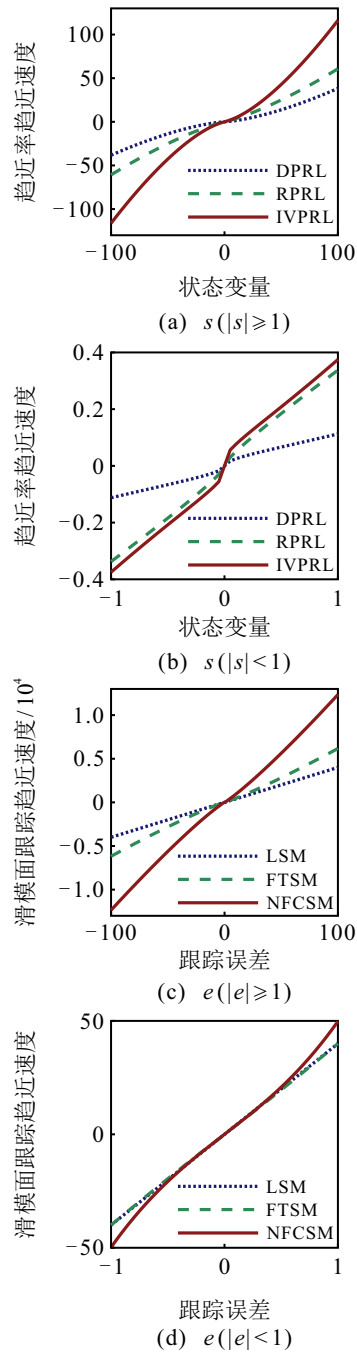 趋近率趋近速度
100
50
0
−50
−100
DPRL
RPRL
IVPRL
−100 0 100
状态变量
(a) s(|s|≥1)
趋近率趋近速度
0.4
0.2
0
−0.2
−0.4
DPRL
RPRL
IVPRL
−1 0 1
状态变量
(b) s(|s|<1)
滑模面跟踪趋近速度/10⁴
1.0
0.5
0
−0.5
−1.0
LSM
FTSM
NFCSM
−100 0 100
跟踪误差
(c) e(|e|≥1)
滑模面跟踪趋近速度
50
0
−50
LSM
FTSM
NFCSM
−1 0 1
跟踪误差
(d) e(|e|<1)